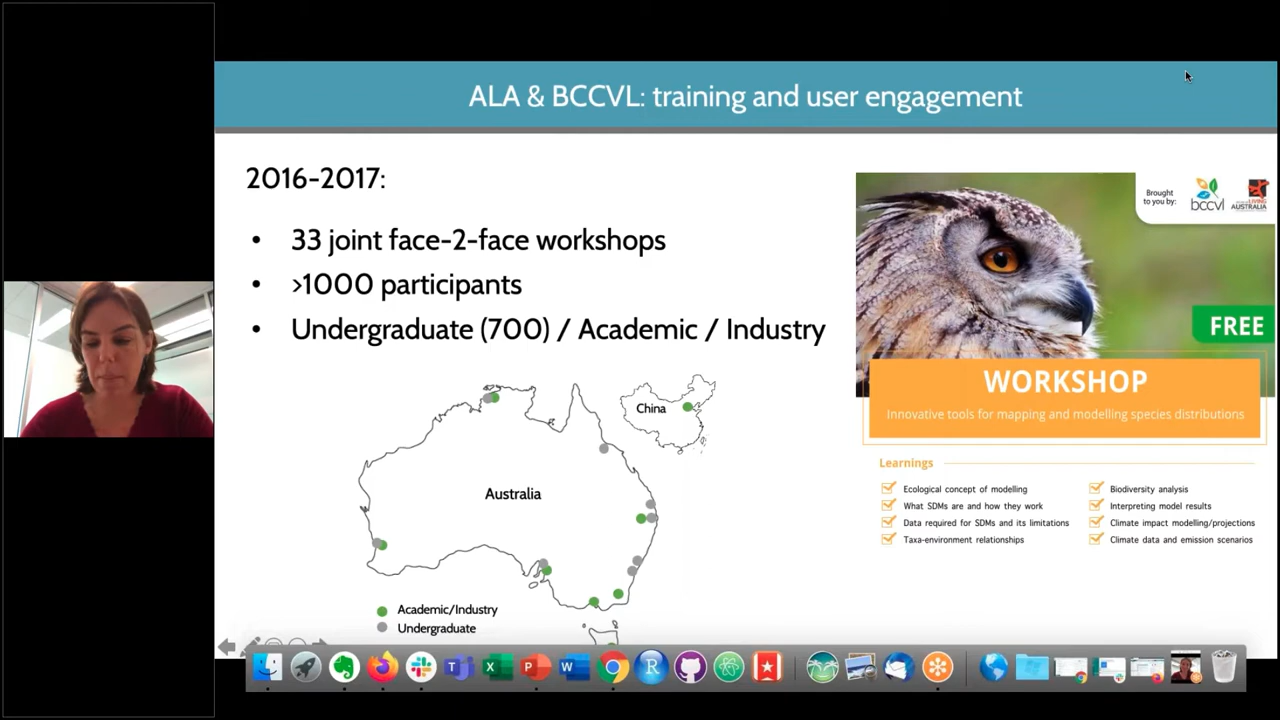 ALA & BCCVL: training and user engagement
2016-2017:
• 33 joint face-2-face workshops
• >1000 participants
• Undergraduate (700) / Academic / Industry
Brought
to you by:
bccvl
LIVING
AUSTRALIA
FREE
WORKSHOP
Innovative tools for mapping and modelling species distributions
Learnings
Ecological concept of modelling
What SDMs are and how they work
Data required for SDMs and its limitations
Taxa-environment relationships
Biodiversity analysis
Interpreting model results
Climate impact modelling/projections
Climate data and emission scenarios
China
Australia
Academic/Industry
Undergraduate